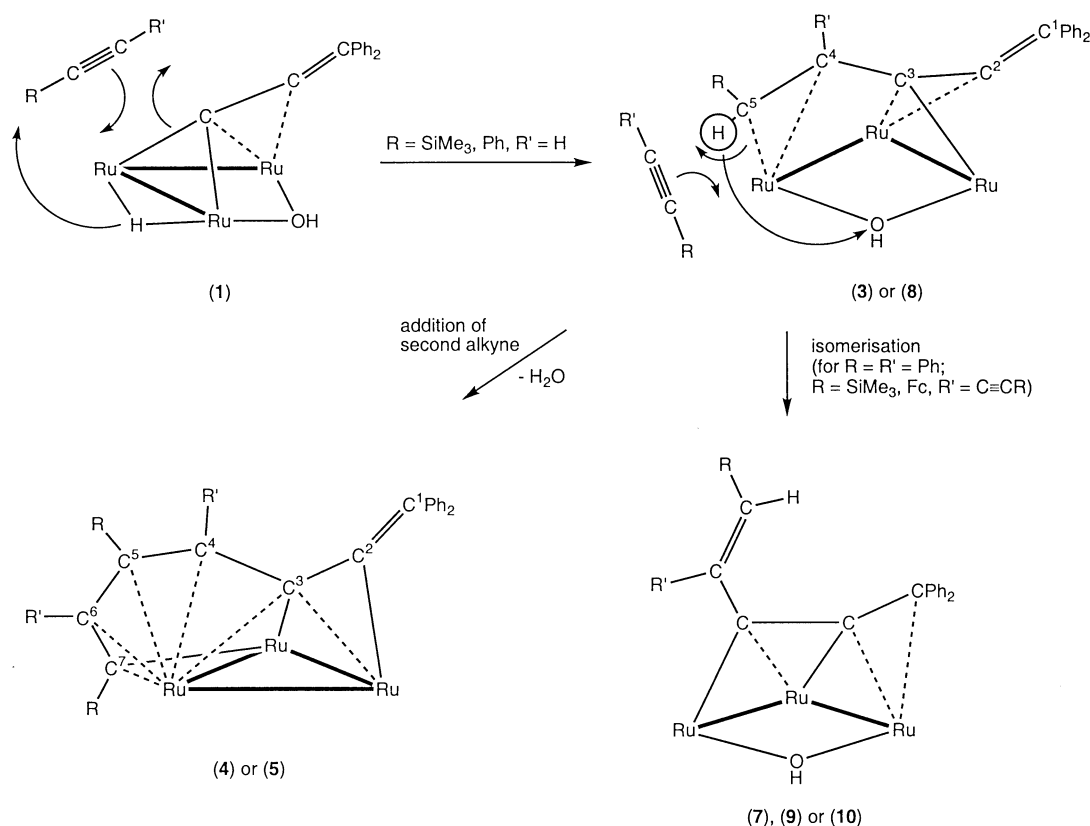 R'
C
C
R
CPh₂
C
C
Ru
Ru
H
Ru
OH
(1)
R = SiMe₃, Ph, R' = H
R'
C⁴
C³
C²
C¹Ph₂
R
C⁵
H
R'
C
C
R
Ru
Ru
Ru
O
H
(3) or (8)
addition of
second alkyne
- H₂O
isomerisation
(for R = R' = Ph;
R = SiMe₃, Fc, R' = C≡CR)
R'
R
C⁵
C⁴
C¹Ph₂
C²
C³
R'
C⁶
C⁷
R
Ru
Ru
Ru
(4) or (5)
R
C
H
R'
C
C
C
CPh₂
Ru
Ru
Ru
O
H
(7), (9) or (10)